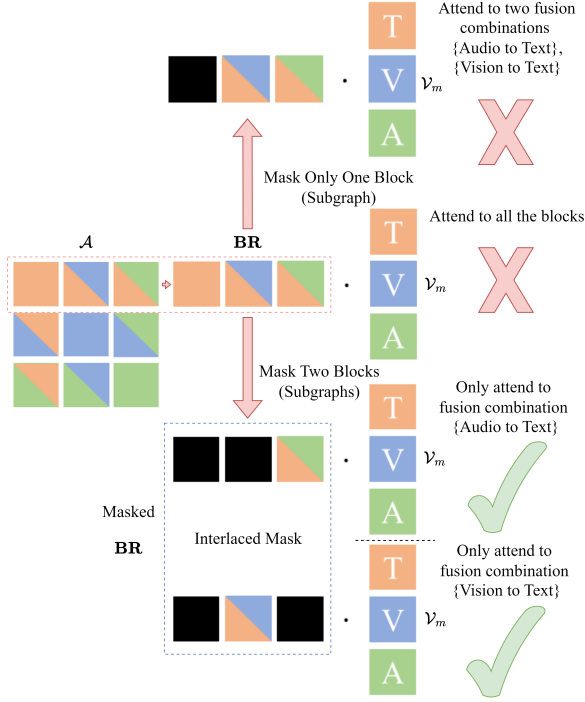 T
V
A
𝒱m
Attend to two fusion
combinations
{Audio to Text},
{Vision to Text}
Mask Only One Block
(Subgraph)
𝒜
BR
T
V
A
𝒱m
Attend to all the blocks
Mask Two Blocks
(Subgraphs)
T
V
A
𝒱m
Only attend to
fusion combination
{Audio to Text}
Masked
BR
Interlaced Mask
T
V
A
𝒱m
Only attend to
fusion combination
{Vision to Text}